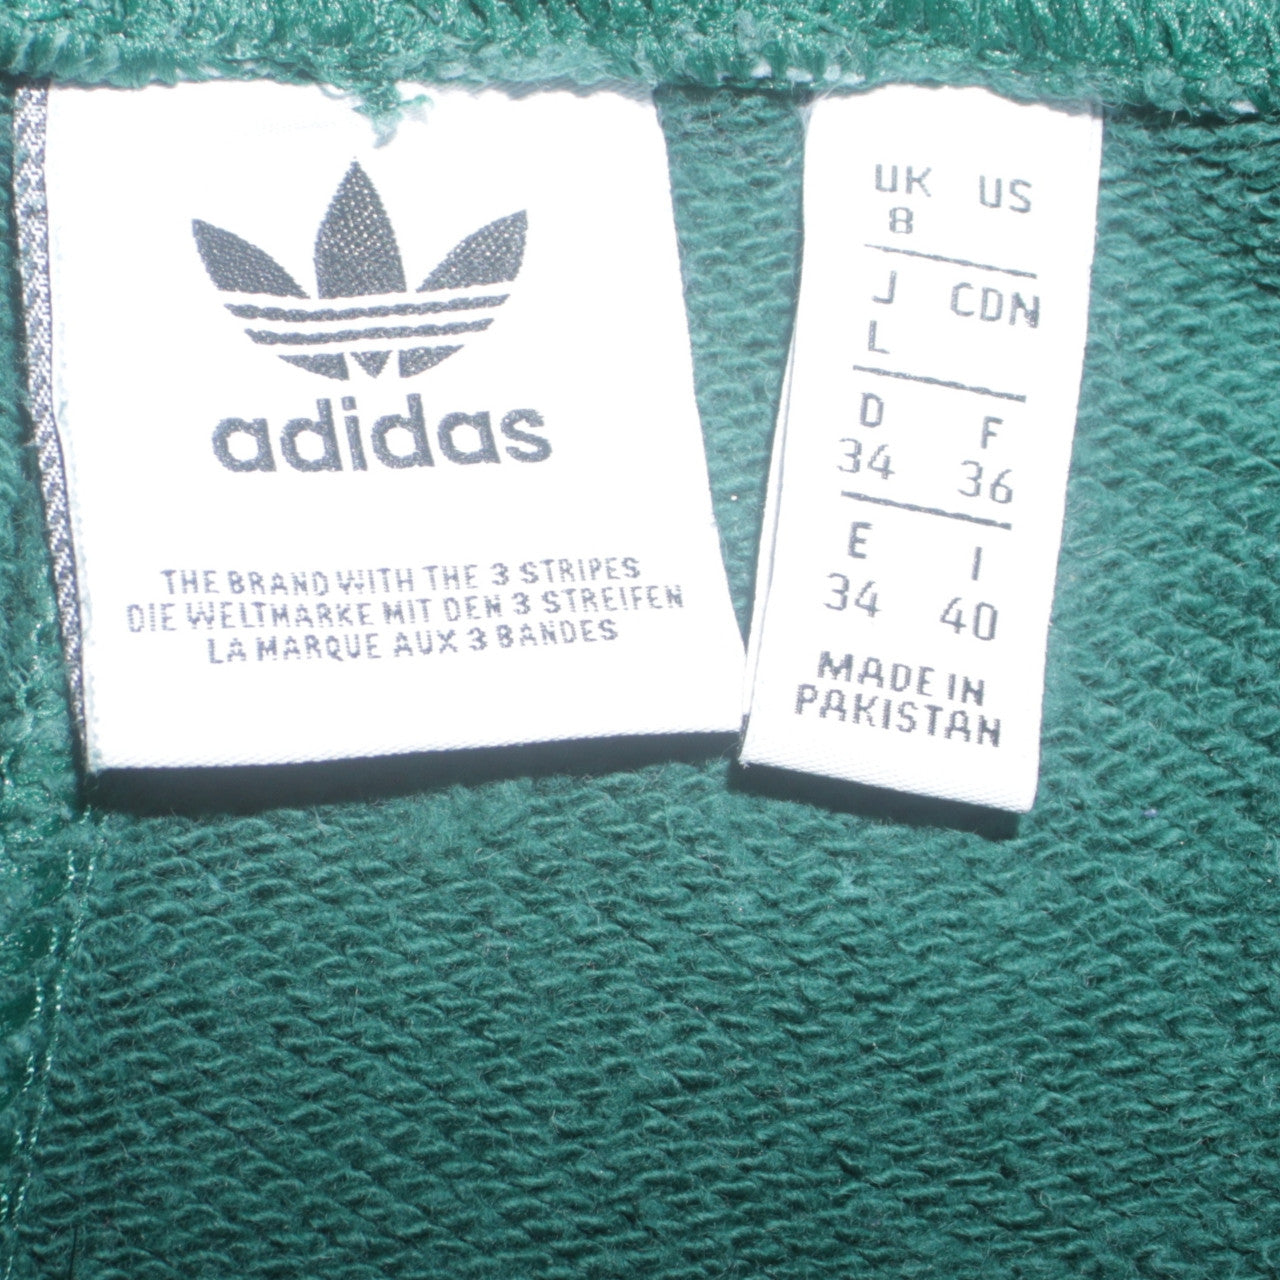 adidas
THE BRAND WITH THE 3 STRIPES
DIE WELTMARKE MIT DEN 3 STREIFEN
LA MARQUE AUX 3 BANDES
UK US
8
J CDN
L
D F
34 36
E I
34 40
MADE IN
PAKISTAN